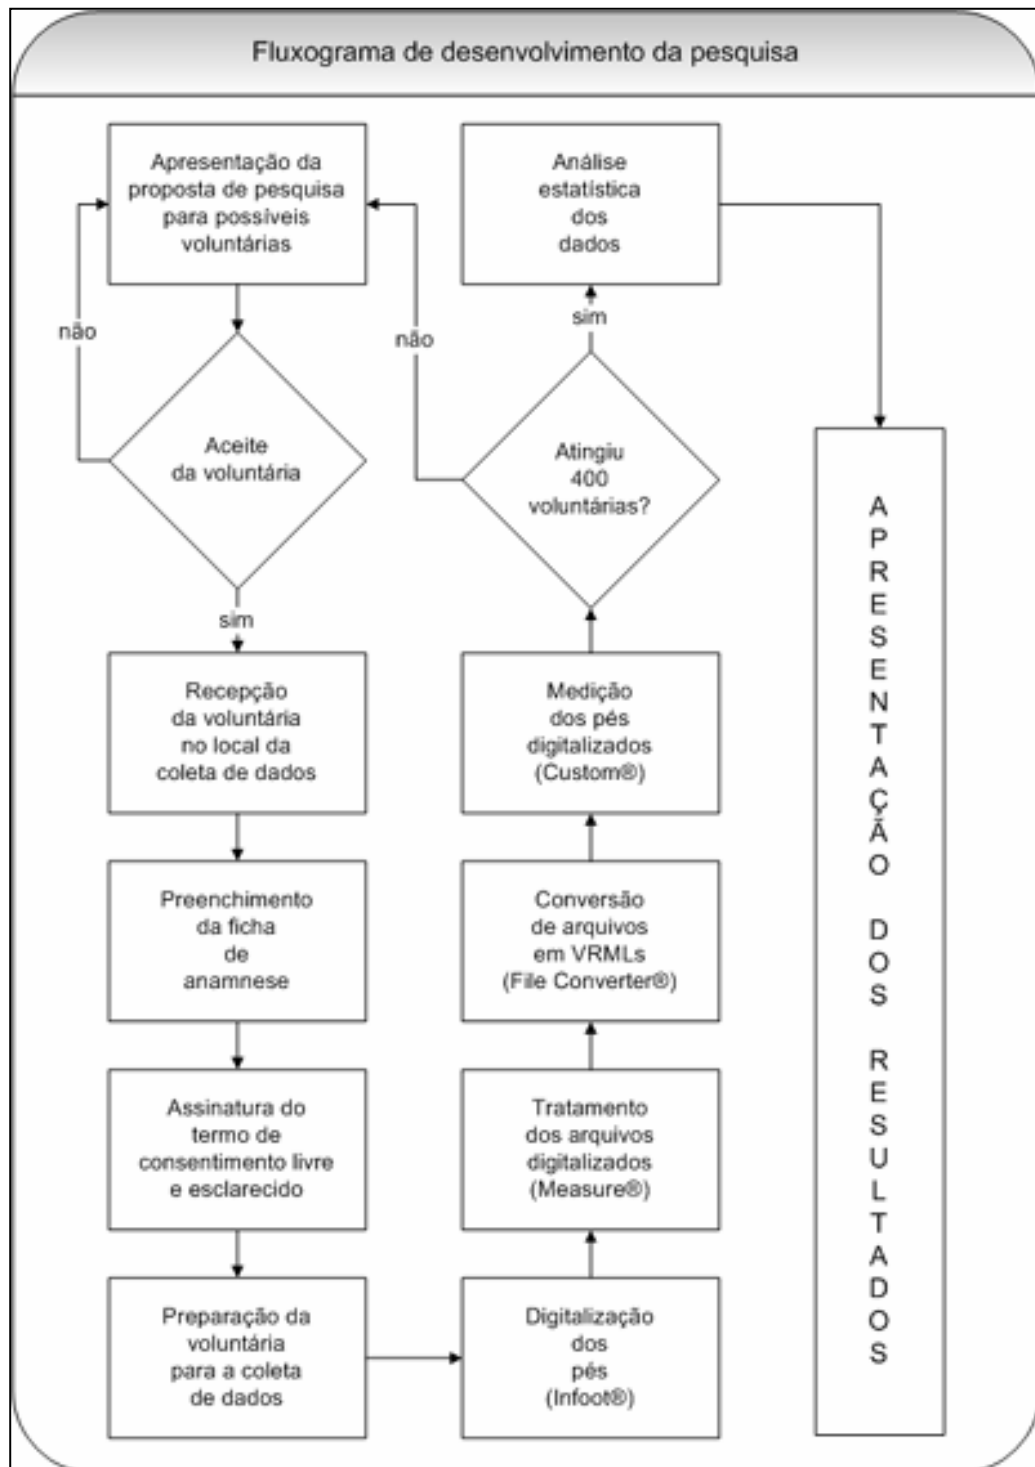 Fluxograma de desenvolvimento da pesquisa
Apresentação da
proposta de pesquisa
para possíveis
voluntárias
não
Aceite
da voluntária
sim
Recepção
da voluntária
no local da
coleta de dados
Preenchimento
da ficha
de
anamnese
Assinatura do
termo de
consentimento livre
e esclarecido
Preparação da
voluntária
para a coleta
de dados
Digitalização
dos
pés
(Infoot®)
Tratamento
dos arquivos
digitalizados
(Measure®)
Conversão
de arquivos
em VRMLs
(File Converter®)
Medição
dos pés
digitalizados
(Custom®)
Atingiu
400
voluntárias?
não
sim
Análise
estatística
dos
dados
APRESENTAÇÃO DOS RESULTADOS